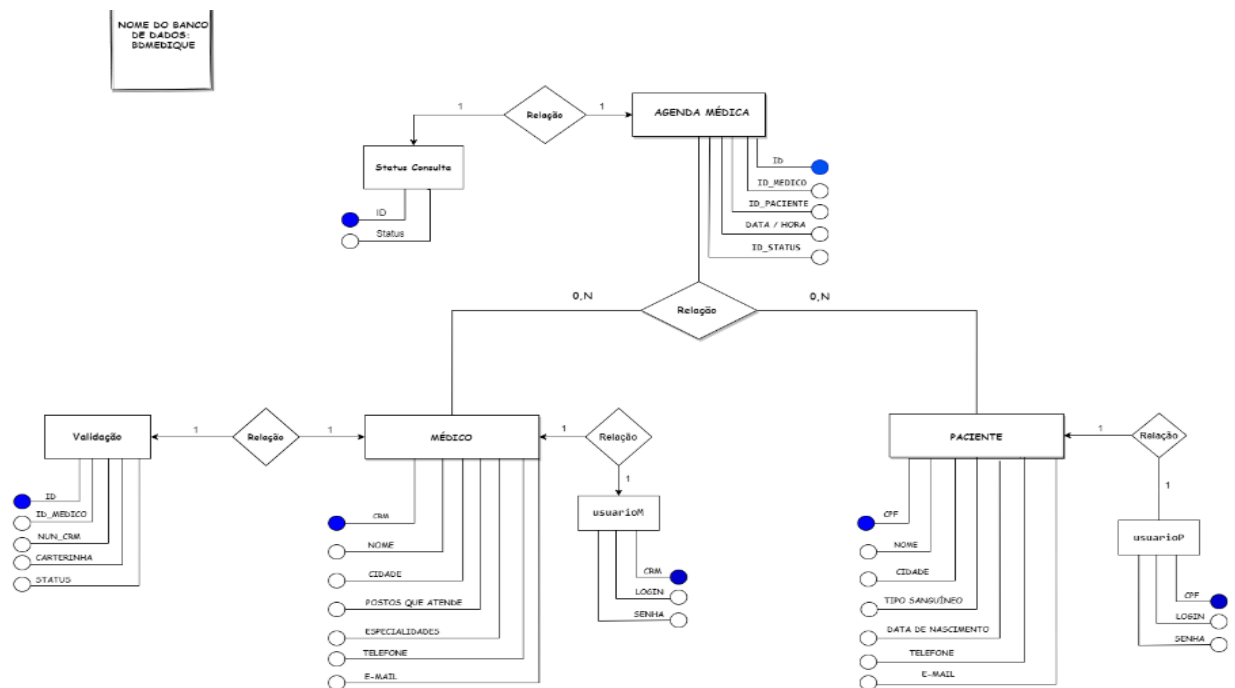 NOME DO BANCO
DE DADOS:
BDMEDIQUE
1
Relação
1
AGENDA MÉDICA
Status Consulta
ID
Status
ID
ID_MEDICO
ID_PACIENTE
DATA / HORA
ID_STATUS
0,N
Relação
0,N
Validação
1
Relação
1
MÉDICO
1
Relação
1
usuarioM
PACIENTE
1
Relação
1
usuarioP
ID
ID_MEDICO
NUN_CRM
CARTERINHA
STATUS
CRM
NOME
CIDADE
POSTOS QUE ATENDE
ESPECIALIDADES
TELEFONE
E-MAIL
CRM
LOGIN
SENHA
CPF
NOME
CIDADE
TIPO SANGUÍNEO
DATA DE NASCIMENTO
TELEFONE
E-MAIL
CPF
LOGIN
SENHA